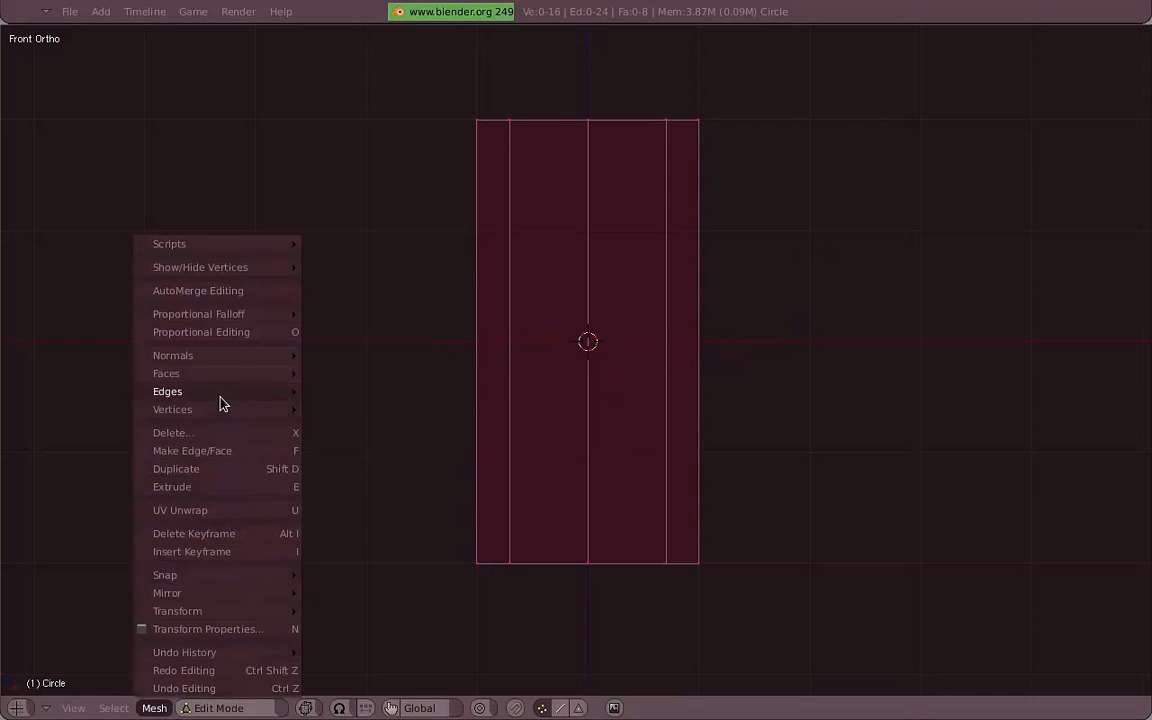 File Add Timeline Game Render Help www.blender.org 249 Ve:0-16 | Ed:0-24 | Fa:0-8 | Mem:3.87M (0.09M) Circle
Front Ortho
Scripts
Show/Hide Vertices
AutoMerge Editing
Proportional Falloff
Proportional Editing O
Normals
Faces
Edges
Vertices
Delete... X
Make Edge/Face F
Duplicate Shift D
Extrude E
UV Unwrap U
Delete Keyframe Alt I
Insert Keyframe I
Snap
Mirror
Transform
Transform Properties... N
Undo History
Redo Editing Ctrl Shift Z
Undo Editing Ctrl Z
(1) Circle
View Select Mesh Edit Mode Global